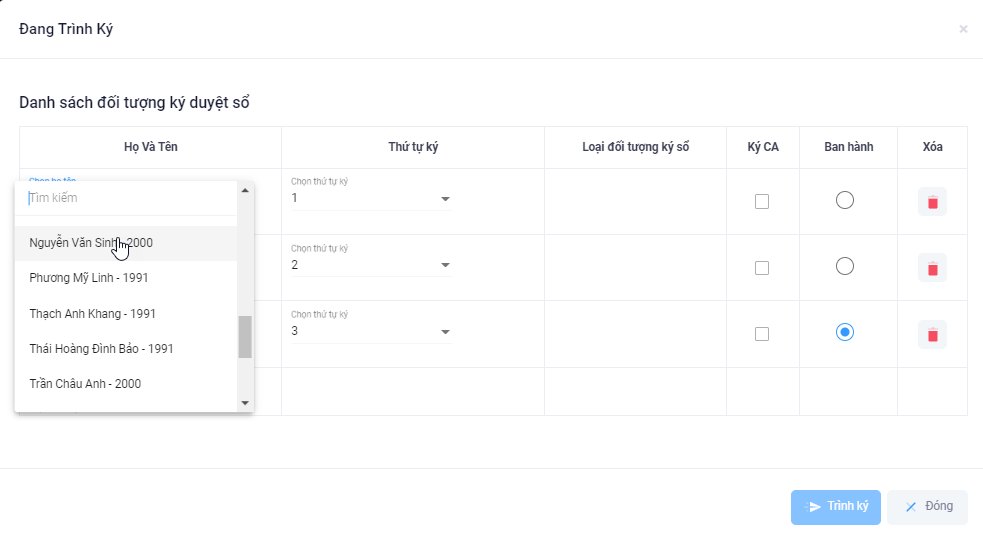 Đang Trình Ký
×
Danh sách đối tượng ký duyệt sổ
Họ Và Tên
Thứ tự ký
Loại đối tượng ký số
Ký CA
Ban hành
Xóa
Chọn họ tên
Tìm kiếm
Nguyễn Văn Sinh - 2000
Phương Mỹ Linh - 1991
Thạch Anh Khang - 1991
Thái Hoàng Đình Bảo - 1991
Trần Châu Anh - 2000
Chọn thứ tự ký
1
Chọn thứ tự ký
2
Chọn thứ tự ký
3
Trình ký
Đóng